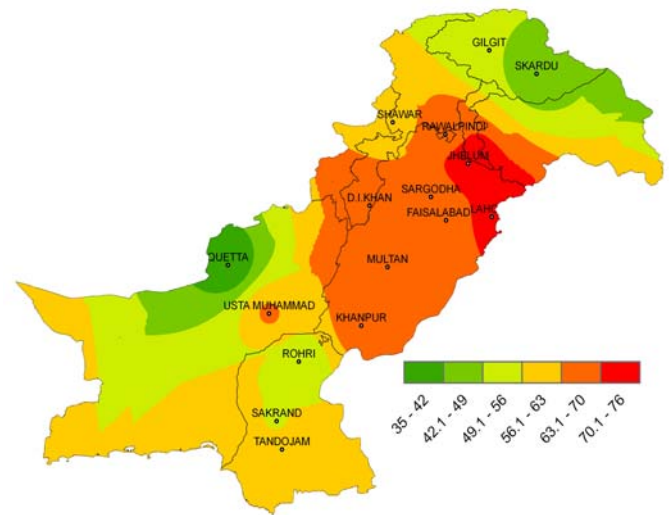 GILGIT
SKARDU
SHAWAR
RAWALPINDI
JHELUM
SARGODHA
D.I.KHAN
FAISALABAD
LAHO
MULTAN
QUETTA
USTA MUHAMMAD
KHANPUR
ROHRI
SAKRAND
TANDOJAM
35 - 42
42.1 - 49
49.1 - 56
56.1 - 63
63.1 - 70
70.1 - 76